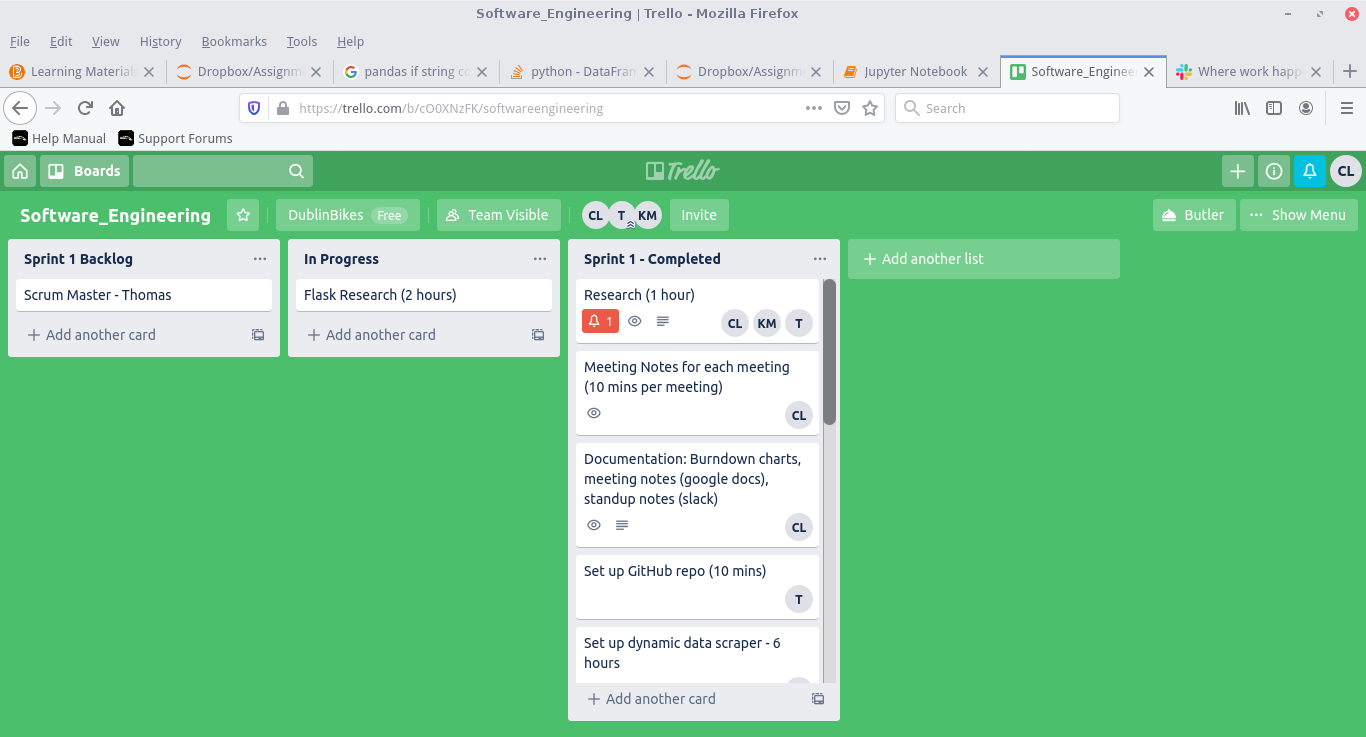 Software_Engineering | Trello - Mozilla Firefox
File Edit View History Bookmarks Tools Help
Learning Materials Dropbox/Assignm pandas if string co python - DataFram Dropbox/Assignm Jupyter Notebook Software_Enginee Where work happ
https://trello.com/b/cO0XNzFK/softwareengineering Search
Help Manual Support Forums
Boards Trello CL
Software_Engineering DublinBikes Free Team Visible CL T KM Invite Butler Show Menu
Sprint 1 Backlog
Scrum Master - Thomas
Add another card
In Progress
Flask Research (2 hours)
Add another card
Sprint 1 - Completed
Research (1 hour)
1 CL KM T
Meeting Notes for each meeting
(10 mins per meeting)
CL
Documentation: Burndown charts,
meeting notes (google docs),
standup notes (slack)
CL
Set up GitHub repo (10 mins)
T
Set up dynamic data scraper - 6
hours
Add another card
Add another list